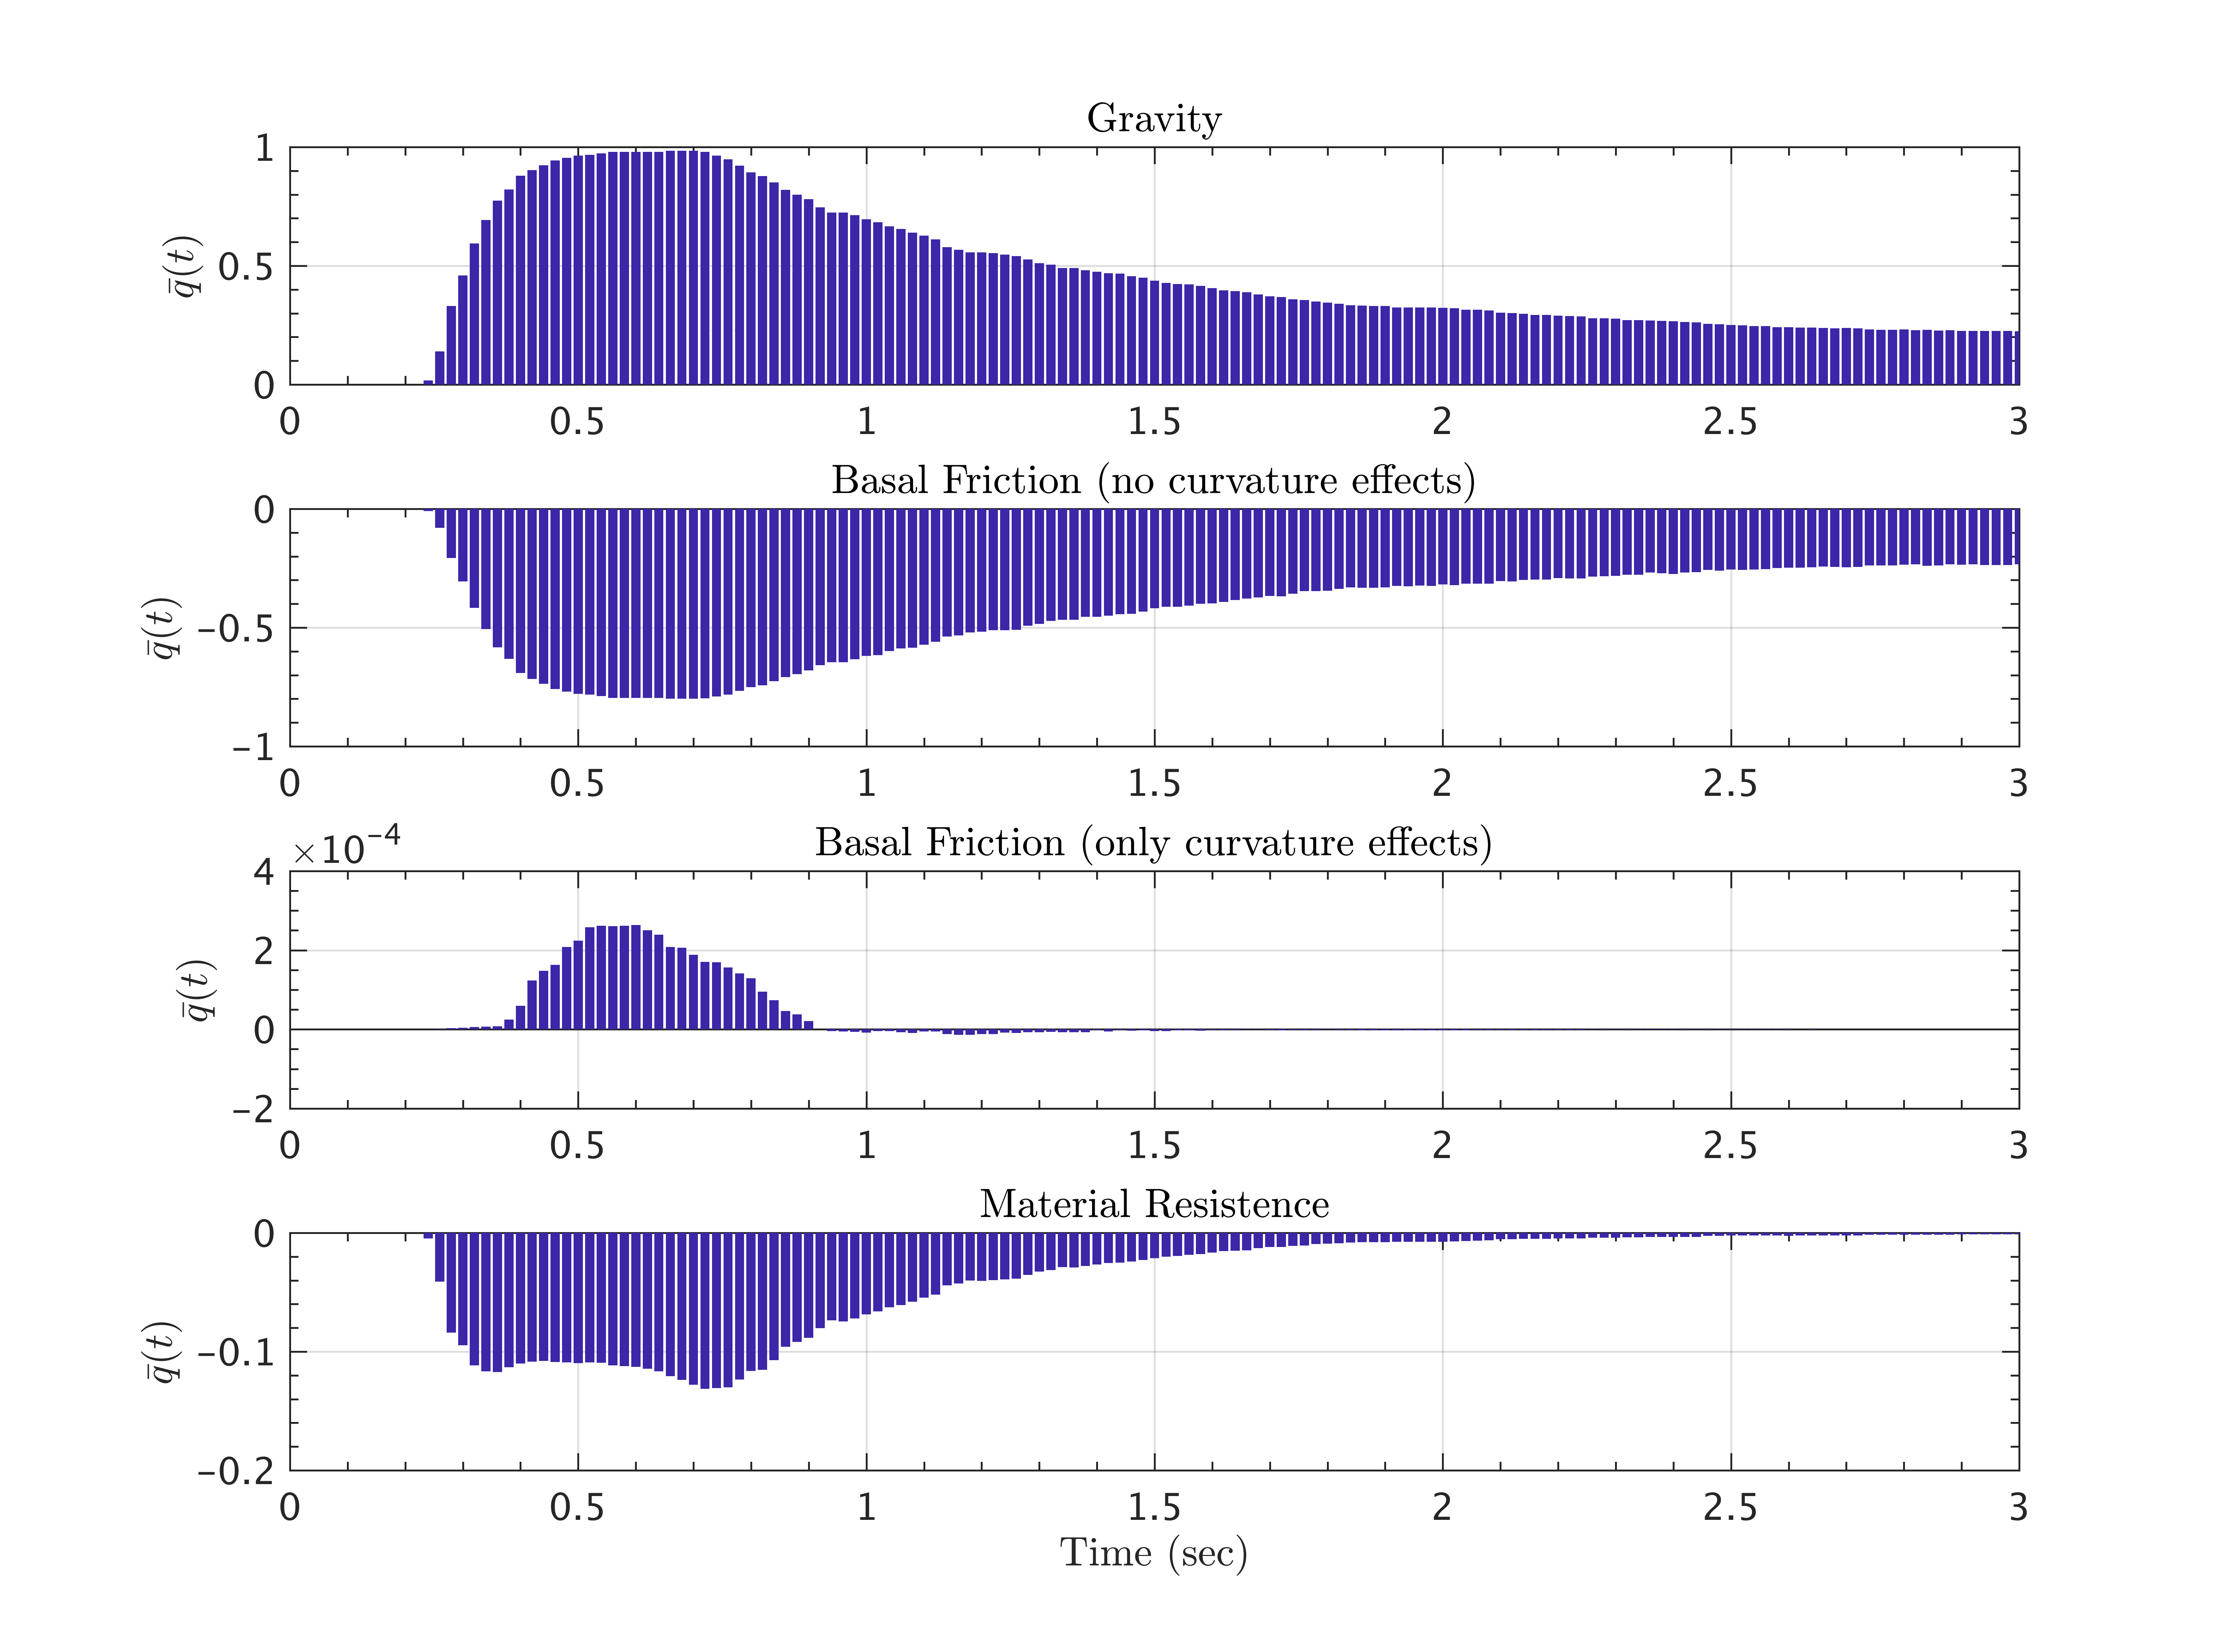 Gravity
1
0.5
0
q̄(t)
0 0.5 1 1.5 2 2.5 3
Basal Friction (no curvature effects)
0
−0.5
−1
q̄(t)
0 0.5 1 1.5 2 2.5 3
Basal Friction (only curvature effects)
×10⁻⁴
4
2
0
−2
q̄(t)
0 0.5 1 1.5 2 2.5 3
Material Resistence
0
−0.1
−0.2
q̄(t)
0 0.5 1 1.5 2 2.5 3
Time (sec)